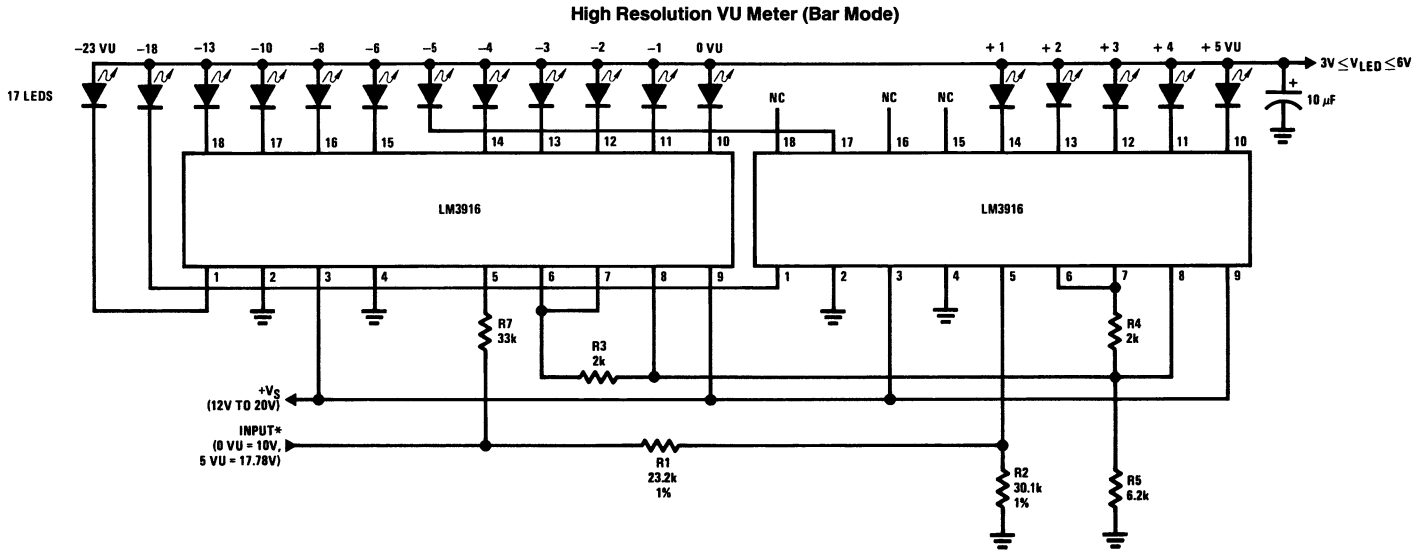 High Resolution VU Meter (Bar Mode)
−23 VU −18 −13 −10 −8 −6 −5 −4 −3 −2 −1 0 VU +1 +2 +3 +4 +5 VU
3V ≤ V_LED ≤ 6V
17 LEDS
NC NC NC
+
10 μF
18 17 16 15 14 13 12 11 10 18 17 16 15 14 13 12 11 10
LM3916 LM3916
1 2 3 4 5 6 7 8 9 1 2 3 4 5 6 7 8 9
R7
33k
R4
2k
R3
2k
+V_S
(12V TO 20V)
INPUT*
(0 VU = 10V,
5 VU = 17.78V)
R1
23.2k
1%
R2
30.1k
1%
R5
6.2k